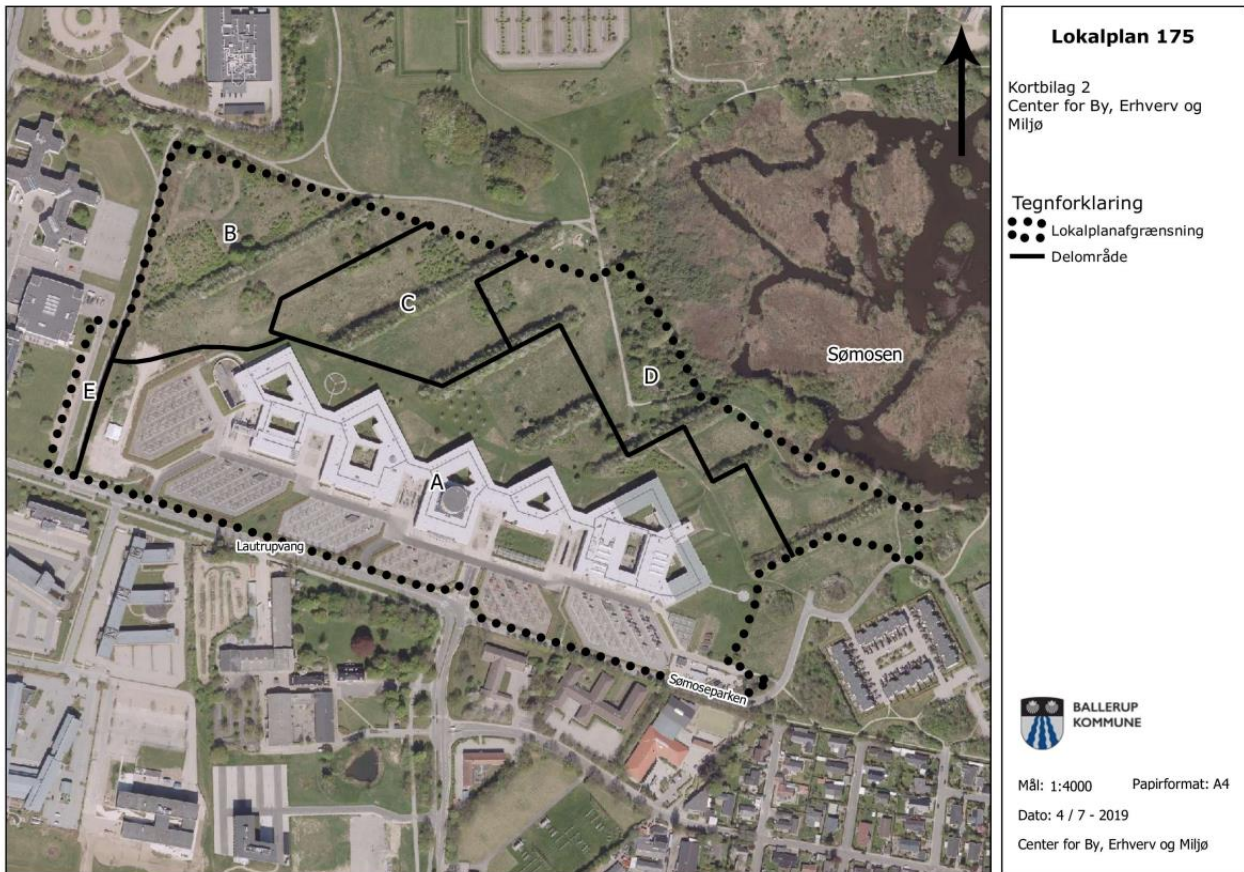 Lokalplan 175
Kortbilag 2
Center for By, Erhverv og
Miljø
Tegnforklaring
Lokalplanafgrænsning
Delområde
B
C
Sømosen
D
E
A
Lautrupvang
Sømoseparken
BALLERUP
KOMMUNE
Mål: 1:4000 Papirformat: A4
Dato: 4 / 7 - 2019
Center for By, Erhverv og Miljø